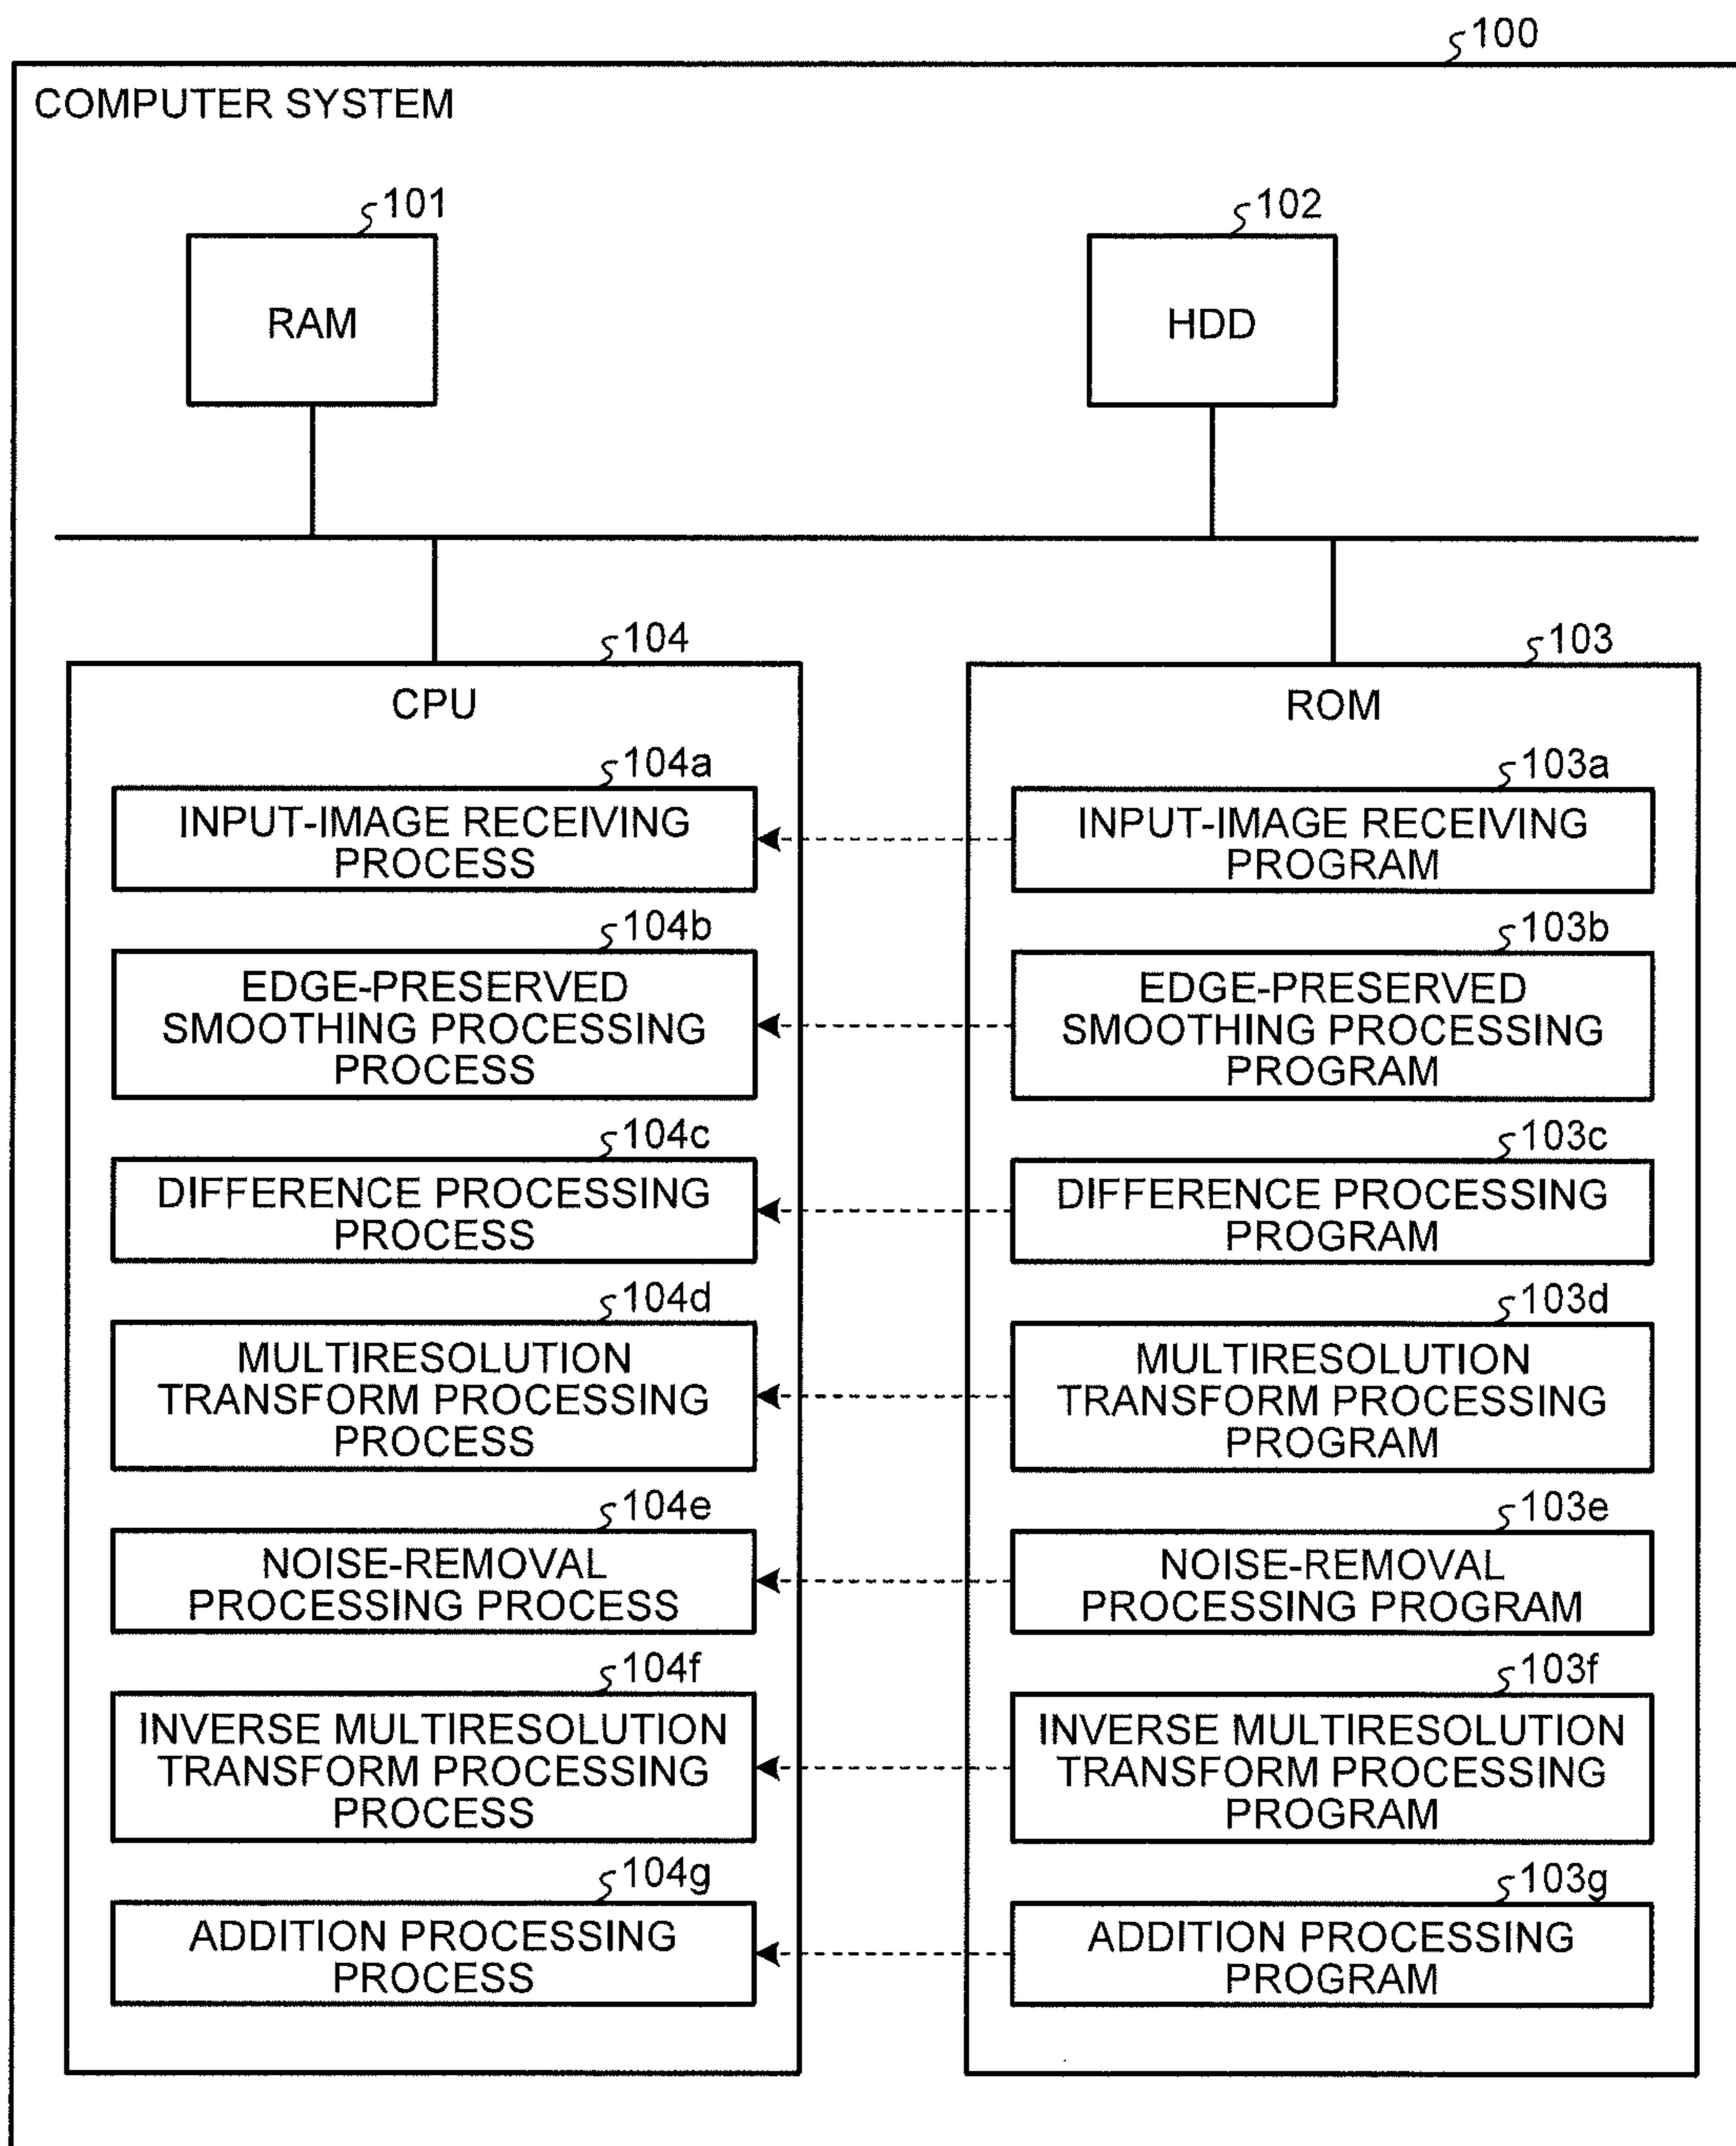 100
COMPUTER SYSTEM
101
102
RAM
HDD
104
103
CPU
ROM
104a
INPUT-IMAGE RECEIVING
PROCESS
103a
INPUT-IMAGE RECEIVING
PROGRAM
104b
EDGE-PRESERVED
SMOOTHING PROCESSING
PROCESS
103b
EDGE-PRESERVED
SMOOTHING PROCESSING
PROGRAM
104c
DIFFERENCE PROCESSING
PROCESS
103c
DIFFERENCE PROCESSING
PROGRAM
104d
MULTIRESOLUTION
TRANSFORM PROCESSING
PROCESS
103d
MULTIRESOLUTION
TRANSFORM PROCESSING
PROGRAM
104e
NOISE-REMOVAL
PROCESSING PROCESS
103e
NOISE-REMOVAL
PROCESSING PROGRAM
104f
INVERSE MULTIRESOLUTION
TRANSFORM PROCESSING
PROCESS
103f
INVERSE MULTIRESOLUTION
TRANSFORM PROCESSING
PROGRAM
104g
ADDITION PROCESSING
PROCESS
103g
ADDITION PROCESSING
PROGRAM